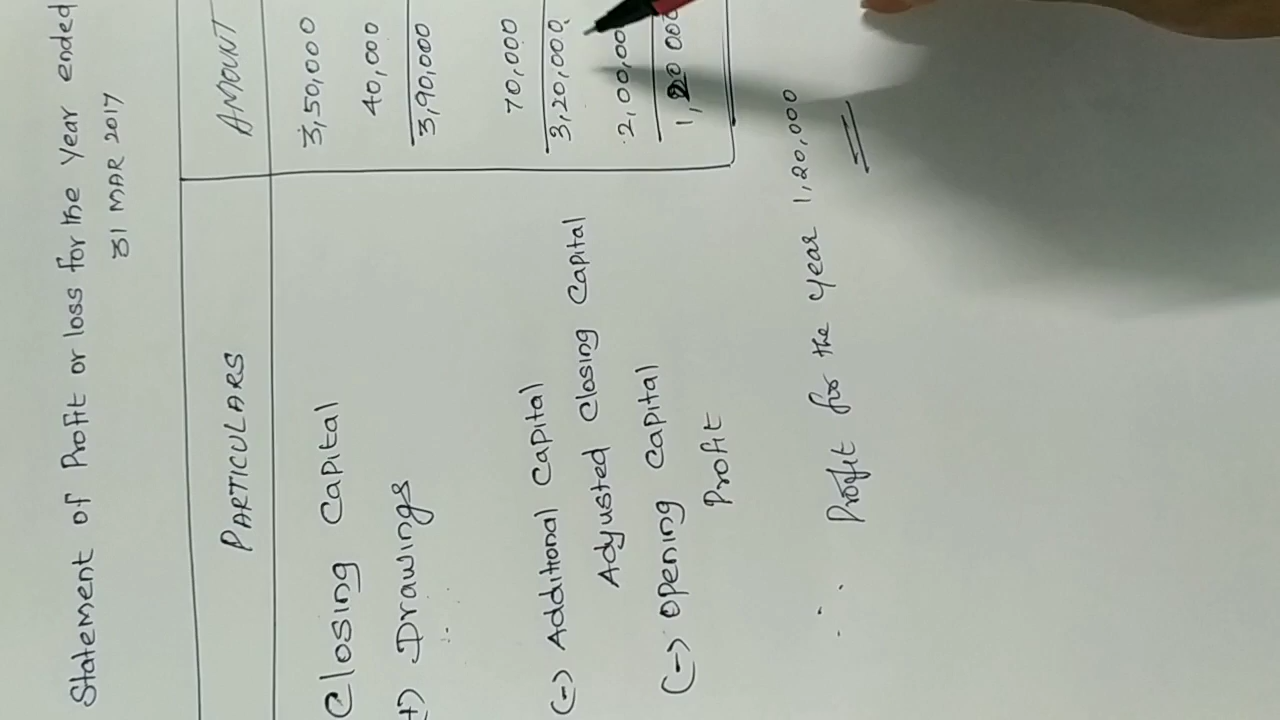 Statement of Profit or loss for the Year ended
31 MAR 2017
PARTICULARS AMOUNT
Closing Capital 3,50,000
+) Drawings 40,000
3,90,000
(-) Additional Capital 70,000
Adjusted Closing Capital 3,20,000
(-) Opening Capital 2,00,00
Profit 1,20 000
∴ Profit for the year 1,20,000